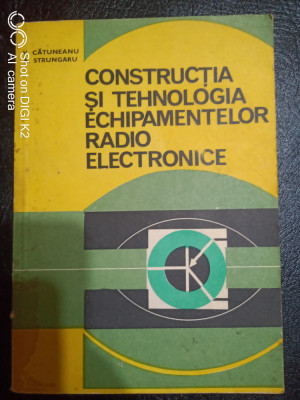 CĂTUNEANU
STRUNGARU
CONSTRUCȚIA
ȘI TEHNOLOGIA
ECHIPAMENTELOR
RADIO
ELECTRONICE
Shot on DIGI K2
AI camera